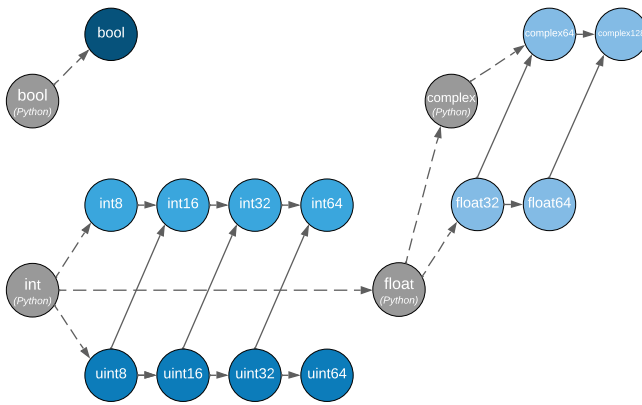 bool
complex64
complex128
bool
(Python)
complex
(Python)
int8
int16
int32
int64
float32
float64
int
(Python)
float
(Python)
uint8
uint16
uint32
uint64